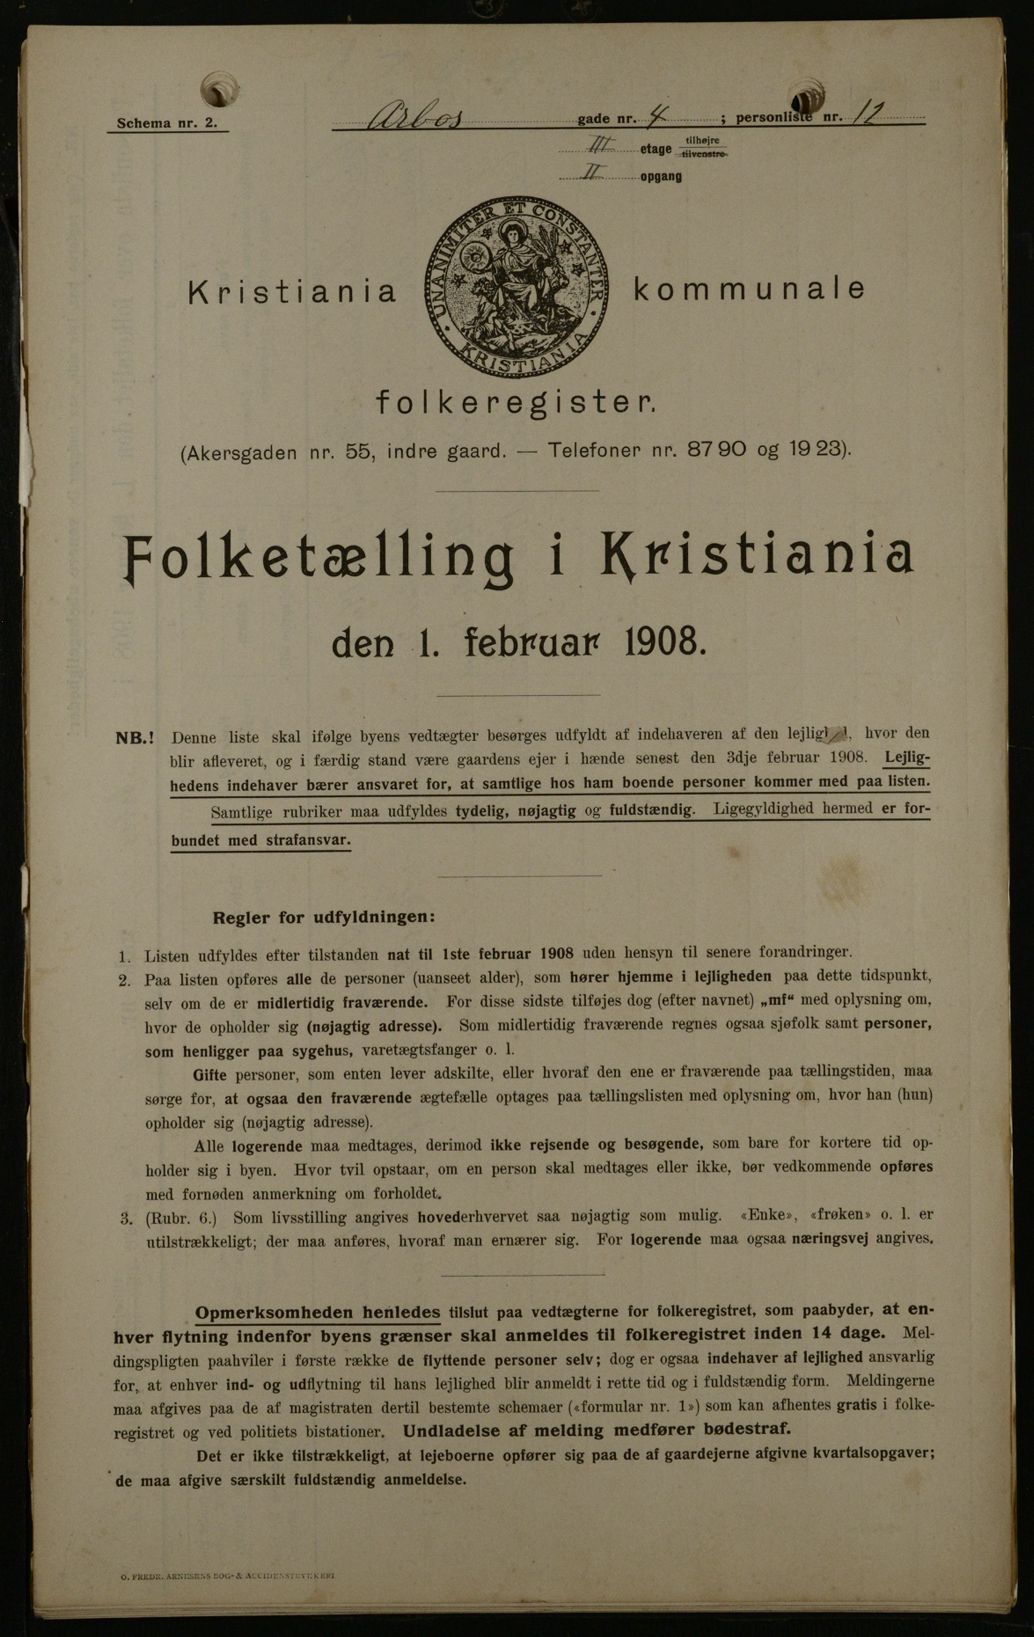 Schema nr. 2.
Arbos gade nr. 4 ; personliste nr. 12
III etage tilhøjre
tilvenstre
II opgang
UNANIMITER ET CONSTANTER · KRISTIANIA ·
Kristiania kommunale
folkeregister.
(Akersgaden nr. 55, indre gaard. — Telefoner nr. 87 90 og 19 23).
Folketælling i Kristiania
den 1. februar 1908.
NB.! Denne liste skal ifølge byens vedtægter besørges udfyldt af indehaveren af den lejlighed, hvor den
blir afleveret, og i færdig stand være gaardens ejer i hænde senest den 3dje februar 1908. Lejlig-
hedens indehaver bærer ansvaret for, at samtlige hos ham boende personer kommer med paa listen.
Samtlige rubriker maa udfyldes tydelig, nøjagtig og fuldstændig. Ligegyldighed hermed er for-
bundet med strafansvar.
Regler for udfyldningen:
1. Listen udfyldes efter tilstanden nat til 1ste februar 1908 uden hensyn til senere forandringer.
2. Paa listen opføres alle de personer (uanseet alder), som hører hjemme i lejligheden paa dette tidspunkt,
selv om de er midlertidig fraværende. For disse sidste tilføjes dog (efter navnet) „mf“ med oplysning om,
hvor de opholder sig (nøjagtig adresse). Som midlertidig fraværende regnes ogsaa sjøfolk samt personer,
som henligger paa sygehus, varetægtsfanger o. l.
Gifte personer, som enten lever adskilte, eller hvoraf den ene er fraværende paa tællingstiden, maa
sørge for, at ogsaa den fraværende ægtefælle optages paa tællingslisten med oplysning om, hvor han (hun)
opholder sig (nøjagtig adresse).
Alle logerende maa medtages, derimod ikke rejsende og besøgende, som bare for kortere tid op-
holder sig i byen. Hvor tvil opstaar, om en person skal medtages eller ikke, bør vedkommende opføres
med fornøden anmerkning om forholdet.
3. (Rubr. 6.) Som livsstilling angives hovederhvervet saa nøjagtig som mulig. «Enke», «frøken» o. l. er
utilstrækkeligt; der maa anføres, hvoraf man ernærer sig. For logerende maa ogsaa næringsvej angives.
Opmerksomheden henledes tilslut paa vedtægterne for folkeregistret, som paabyder, at en-
hver flytning indenfor byens grænser skal anmeldes til folkeregistret inden 14 dage. Mel-
dingspligten paahviler i første række de flyttende personer selv; dog er ogsaa indehaver af lejlighed ansvarlig
for, at enhver ind- og udflytning til hans lejlighed blir anmeldt i rette tid og i fuldstændig form. Meldingerne
maa afgives paa de af magistraten dertil bestemte schemaer («formular nr. 1») som kan afhentes gratis i folke-
registret og ved politiets bistationer. Undladelse af melding medfører bødestraf.
Det er ikke tilstrækkeligt, at lejeboerne opfører sig paa de af gaardejerne afgivne kvartalsopgaver;
de maa afgive særskilt fuldstændig anmeldelse.
O. FREDR. ARNESENS BOG- & ACCIDENSTRYKKERI.